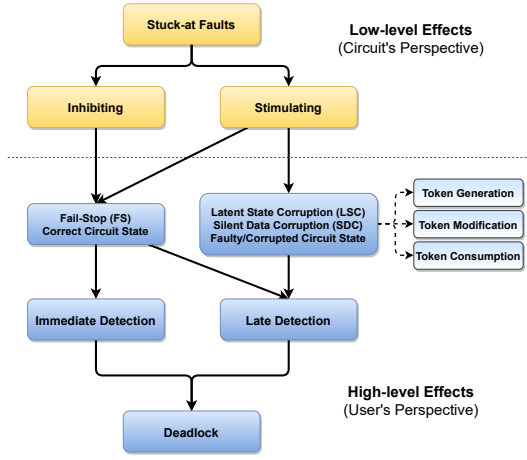 Stuck-at Faults
Low-level Effects
(Circuit's Perspective)
Inhibiting
Stimulating
Fail-Stop (FS)
Correct Circuit State
Latent State Corruption (LSC)
Silent Data Corruption (SDC)
Faulty/Corrupted Circuit State
Token Generation
Token Modification
Token Consumption
Immediate Detection
Late Detection
High-level Effects
(User's Perspective)
Deadlock